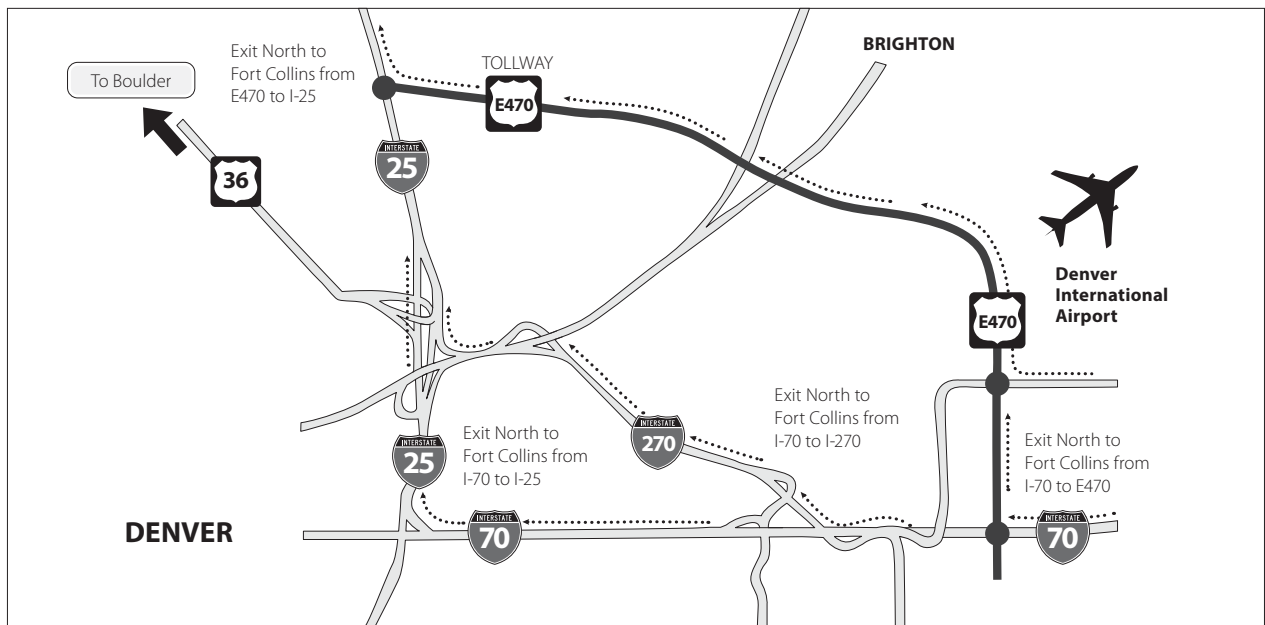 BRIGHTON
Exit North to
Fort Collins from
E470 to I-25
TOLLWAY
To Boulder
E470
INTERSTATE
25
36
Denver
International
Airport
E470
Exit North to
Fort Collins from
I-70 to I-270
INTERSTATE
270
Exit North to
Fort Collins from
I-70 to I-25
INTERSTATE
25
Exit North to
Fort Collins from
I-70 to E470
DENVER
INTERSTATE
70
INTERSTATE
70